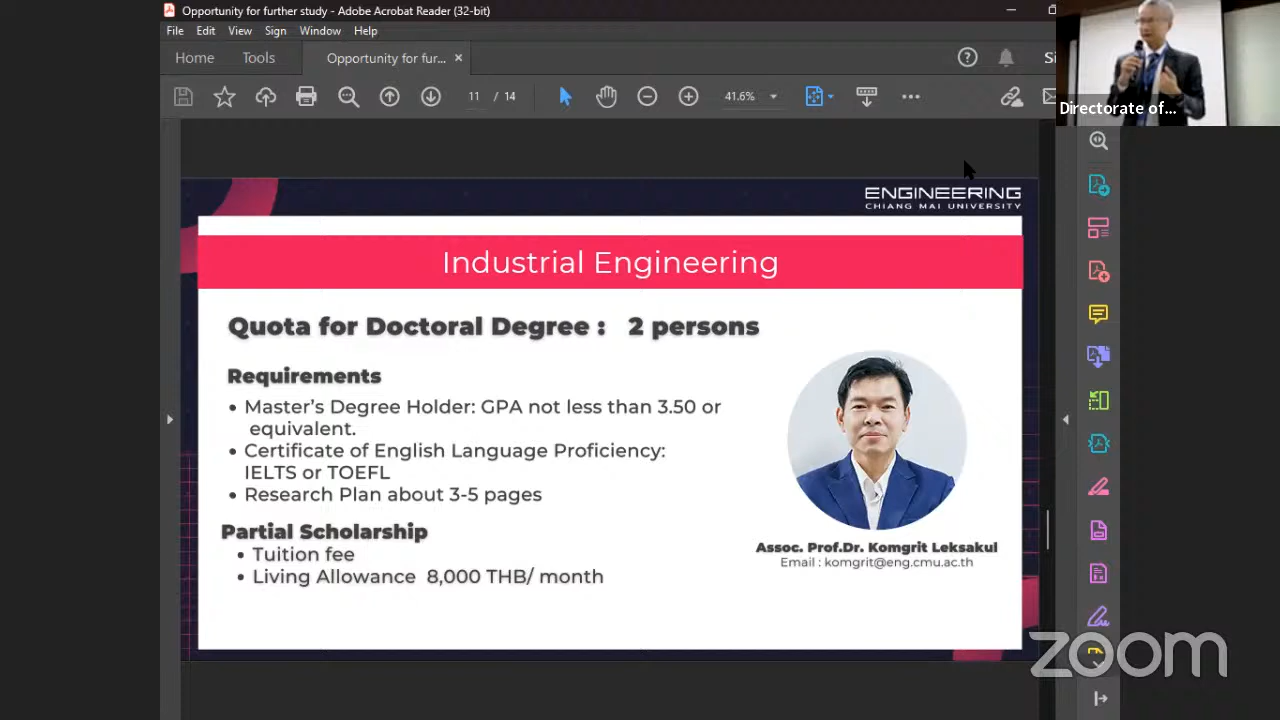 Opportunity for further study - Adobe Acrobat Reader (32-bit)
File Edit View Sign Window Help
Home Tools Opportunity for fur... ×
11 / 14 41.6%
Directorate of...
ENGINEERING
CHIANG MAI UNIVERSITY
Industrial Engineering
Quota for Doctoral Degree : 2 persons
Requirements
• Master's Degree Holder: GPA not less than 3.50 or
equivalent.
• Certificate of English Language Proficiency:
IELTS or TOEFL
• Research Plan about 3-5 pages
Partial Scholarship
• Tuition fee
• Living Allowance 8,000 THB/ month
Assoc. Prof.Dr. Komgrit Leksakul
Email : komgrit@eng.cmu.ac.th
zoom